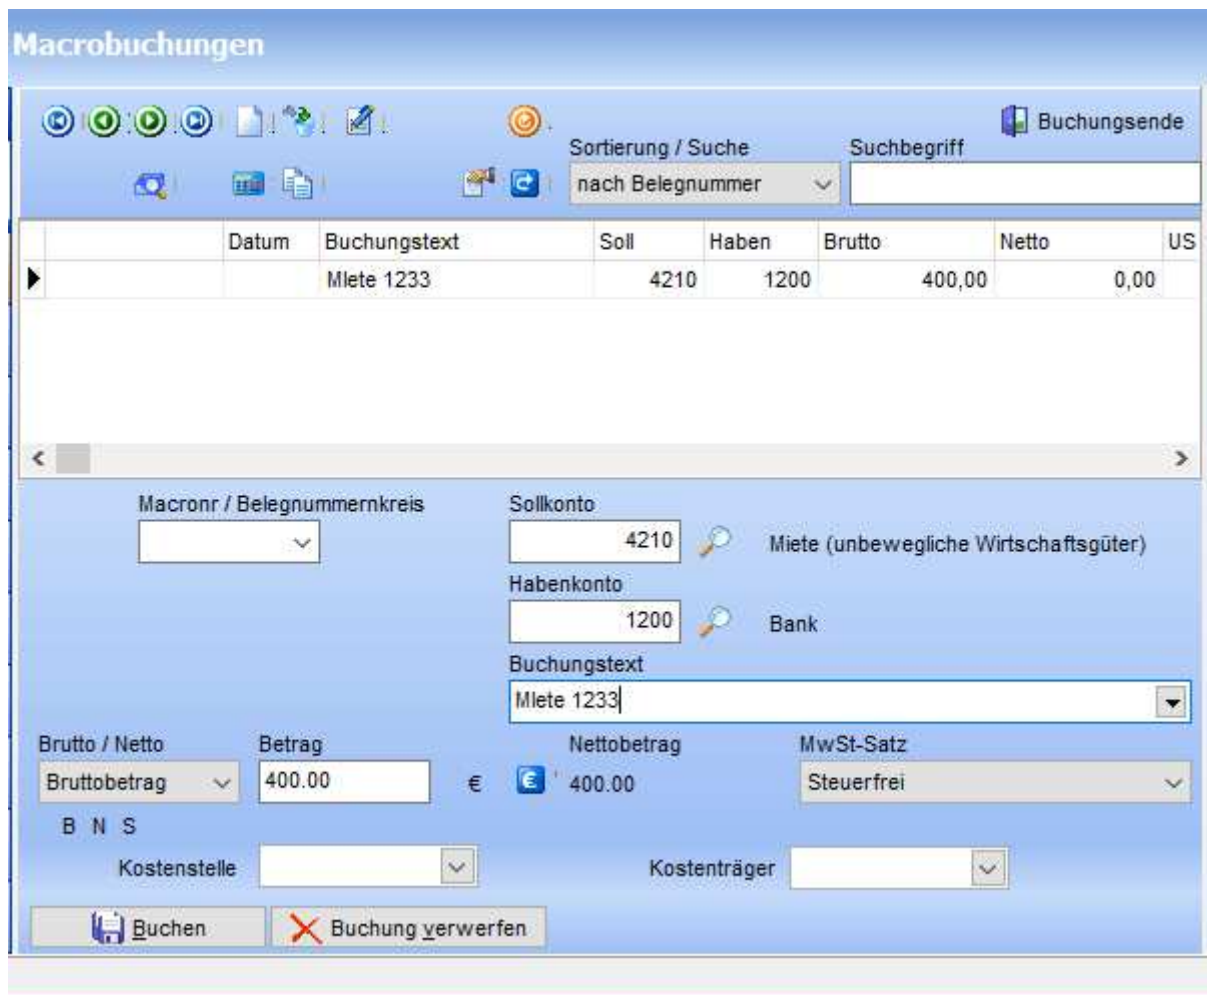 Macrobuchungen
Buchungsende
Sortierung / Suche Suchbegriff
nach Belegnummer
Datum Buchungstext Soll Haben Brutto Netto US
MIete 1233 4210 1200 400,00 0,00
Macronr / Belegnummernkreis Sollkonto
4210 Miete (unbewegliche Wirtschaftsgüter)
Habenkonto
1200 Bank
Buchungstext
MIete 1233
Brutto / Netto Betrag Nettobetrag MwSt-Satz
Bruttobetrag 400.00 € 400.00 Steuerfrei
B N S
Kostenstelle Kostenträger
Buchen Buchung verwerfen